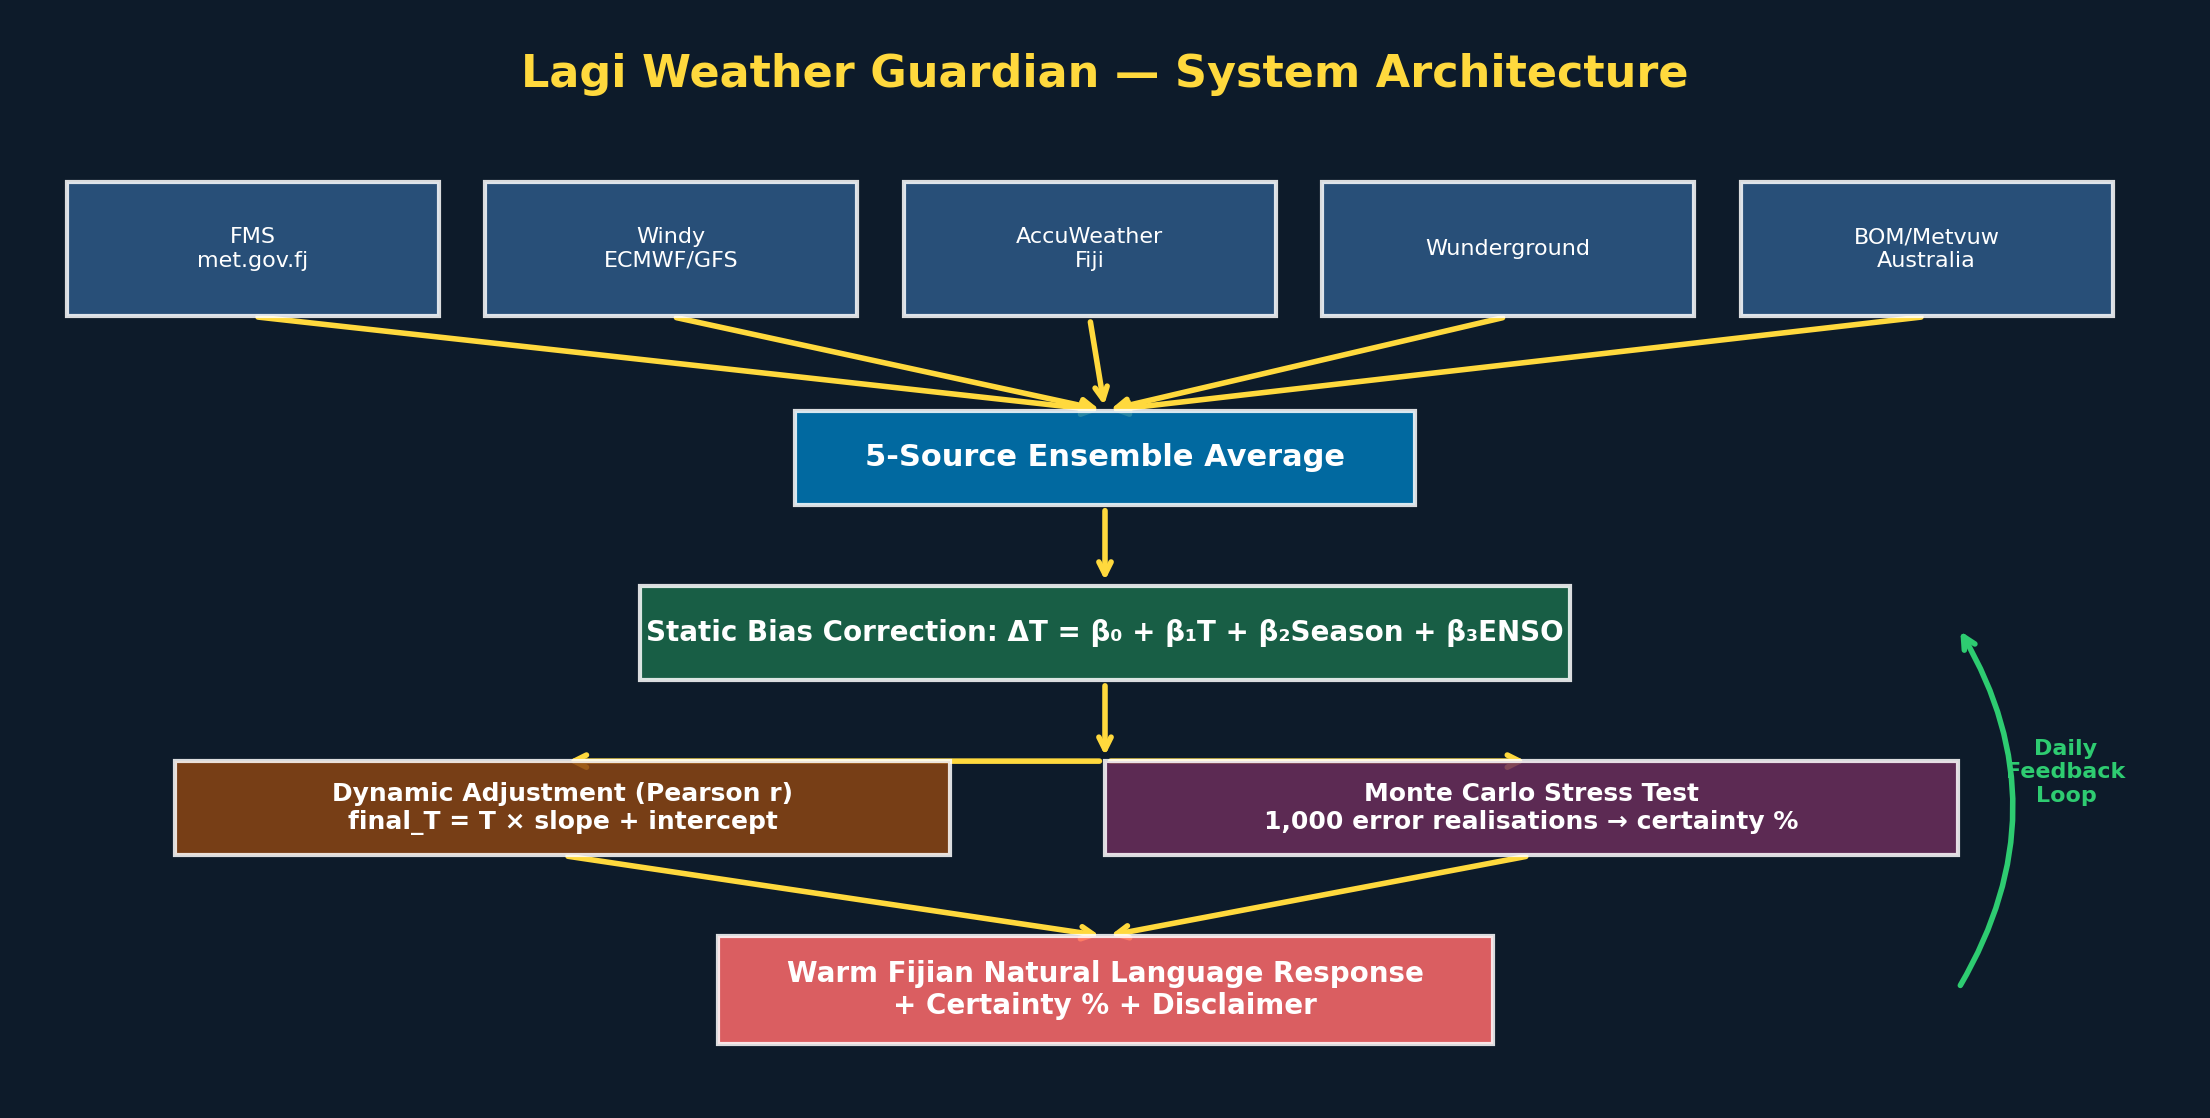 Lagi Weather Guardian — System Architecture
FMS
met.gov.fj
Windy
ECMWF/GFS
AccuWeather
Fiji
Wunderground
BOM/Metvuw
Australia
5-Source Ensemble Average
Static Bias Correction: ΔT = β₀ + β₁T + β₂Season + β₃ENSO
Daily
Feedback
Loop
Dynamic Adjustment (Pearson r)
final_T = T × slope + intercept
Monte Carlo Stress Test
1,000 error realisations → certainty %
Warm Fijian Natural Language Response
+ Certainty % + Disclaimer